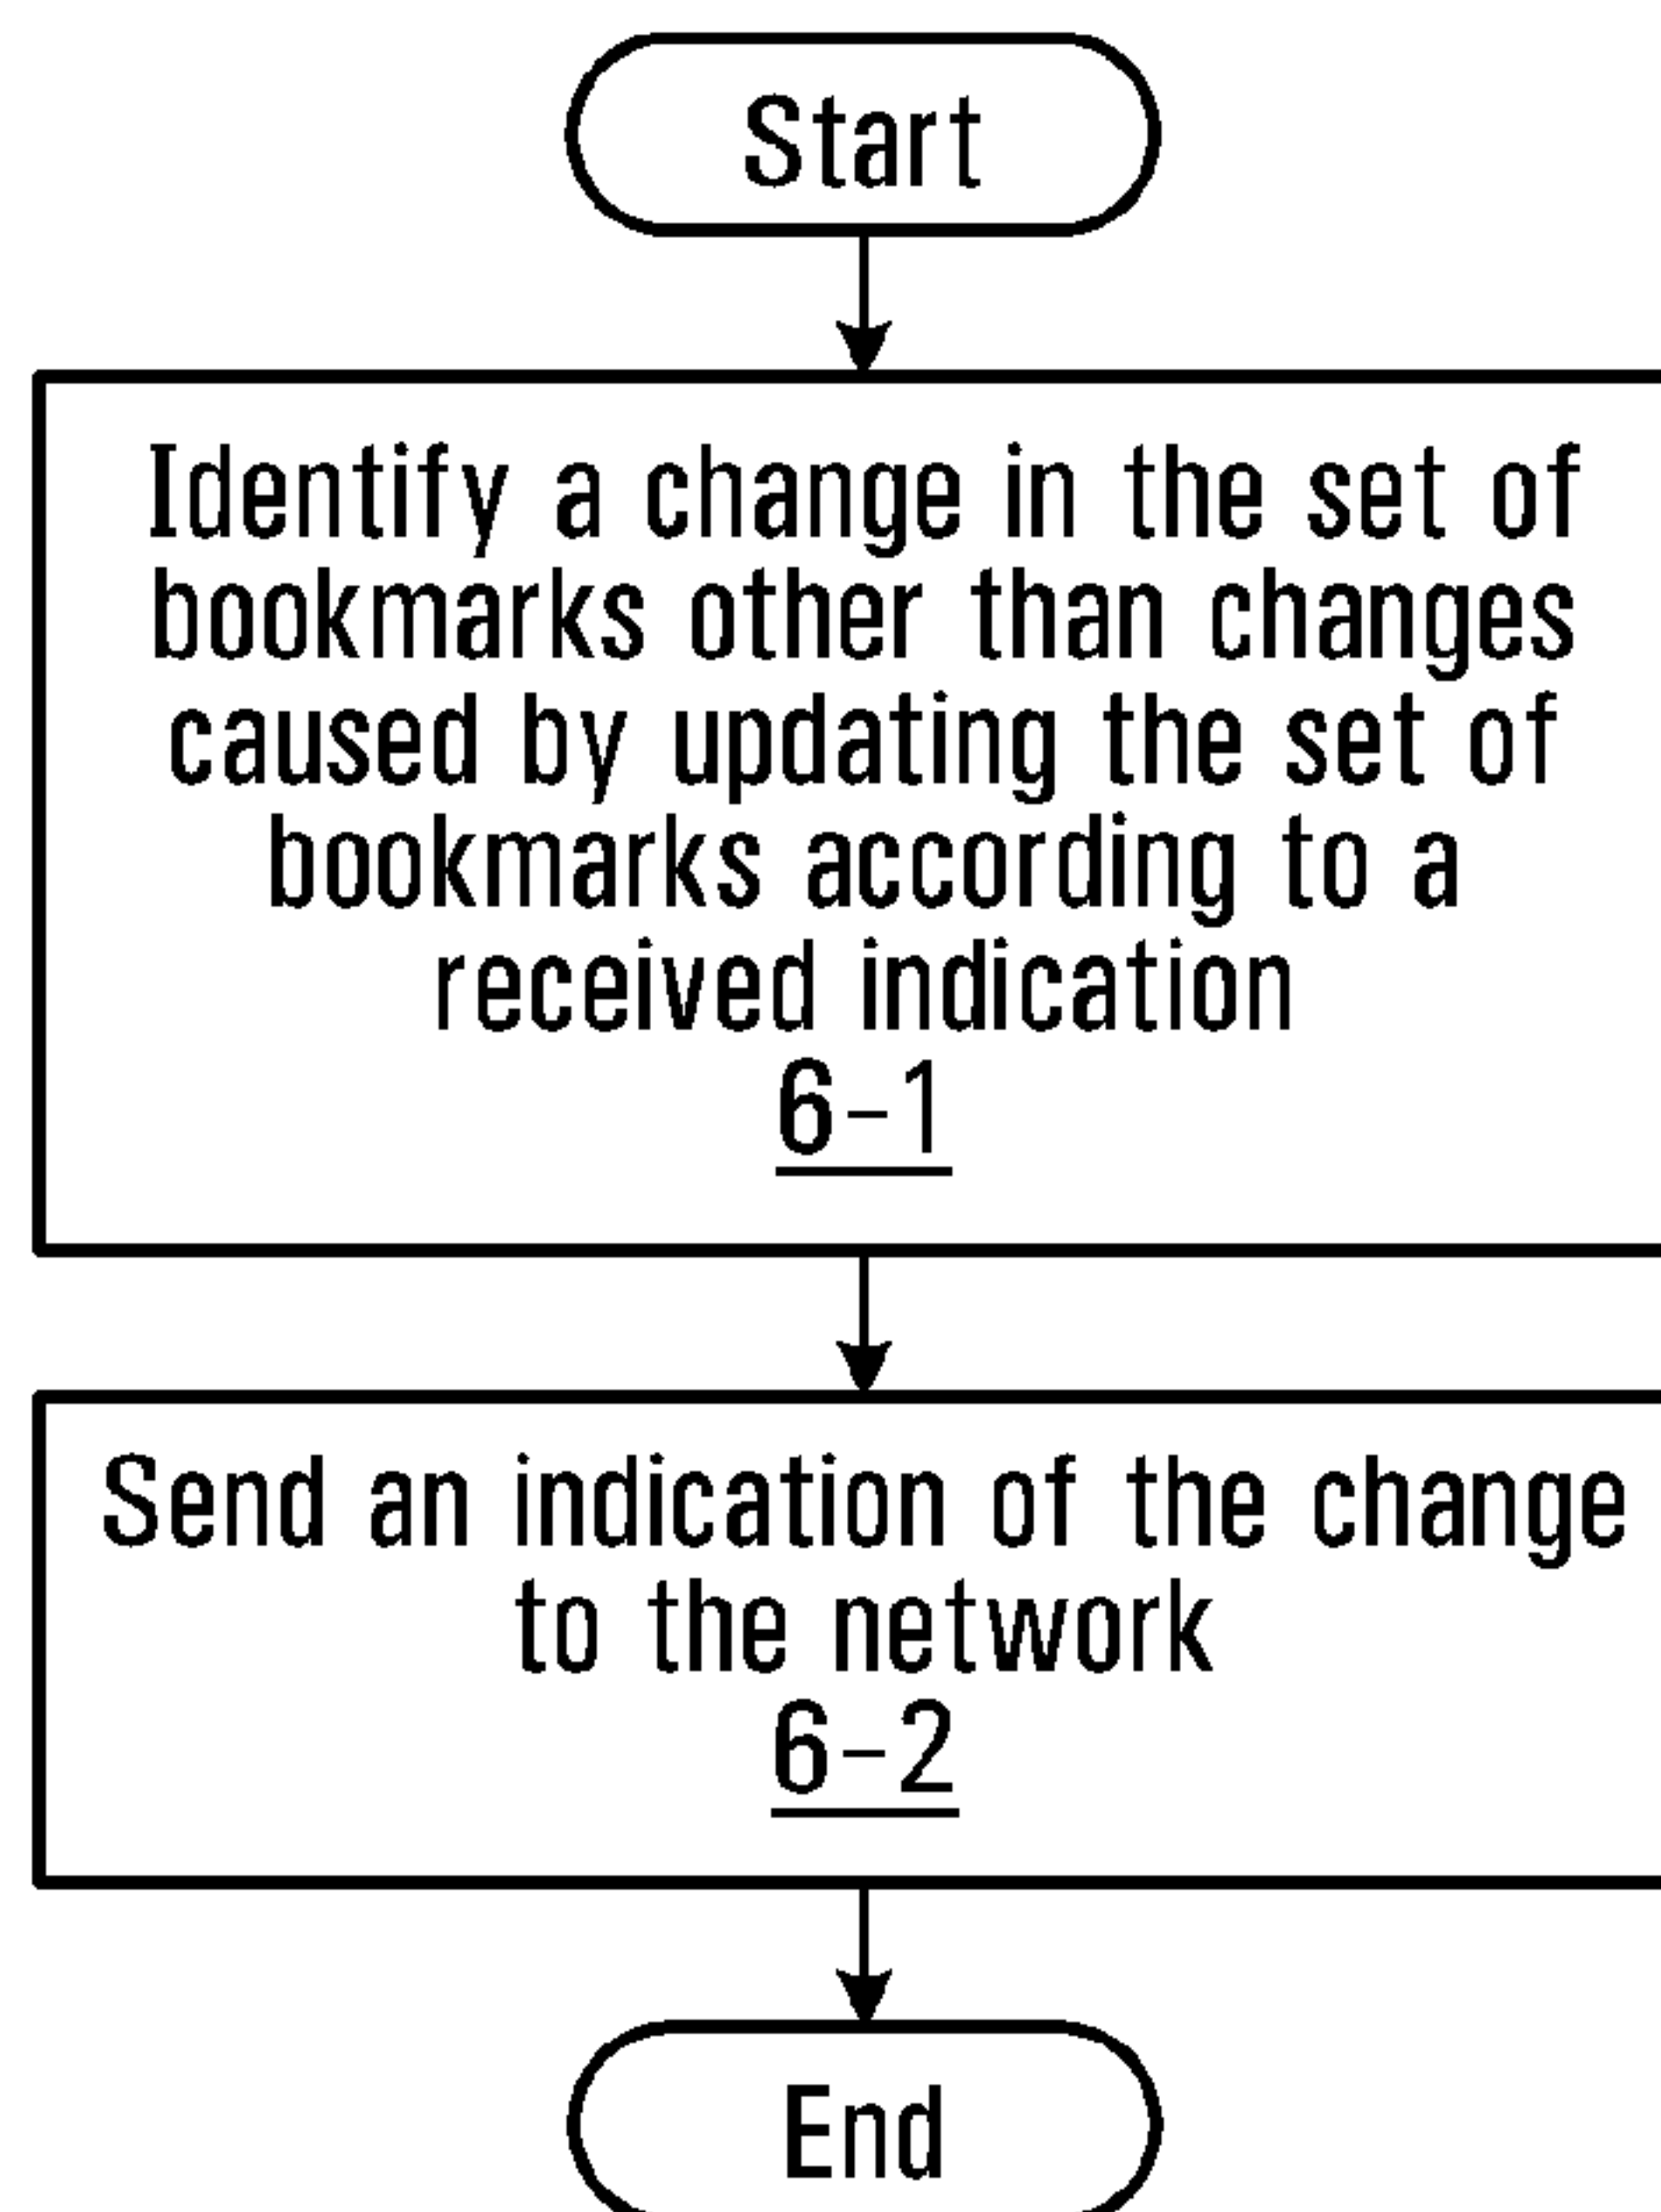 Start
Identify a change in the set of
bookmarks other than changes
caused by updating the set of
bookmarks according to a
received indication
6-1
Send an indication of the change
to the network
6-2
End